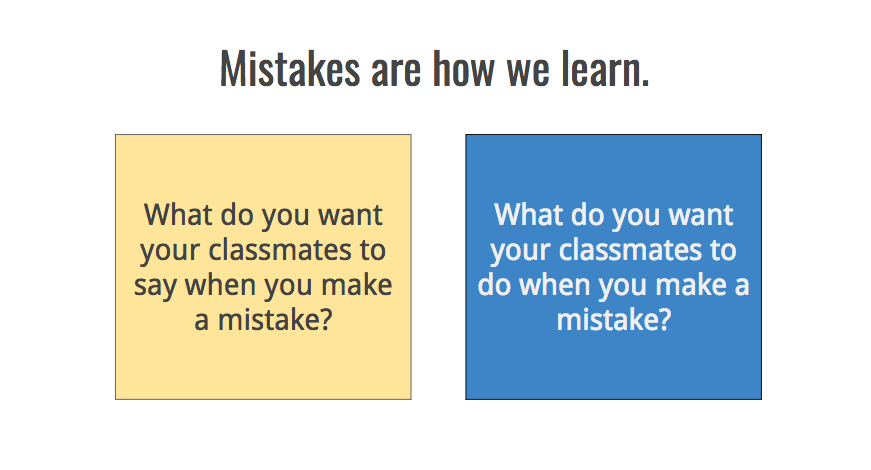 Mistakes are how we learn.
What do you want
your classmates to
say when you make
a mistake?
What do you want
your classmates to
do when you make a
mistake?